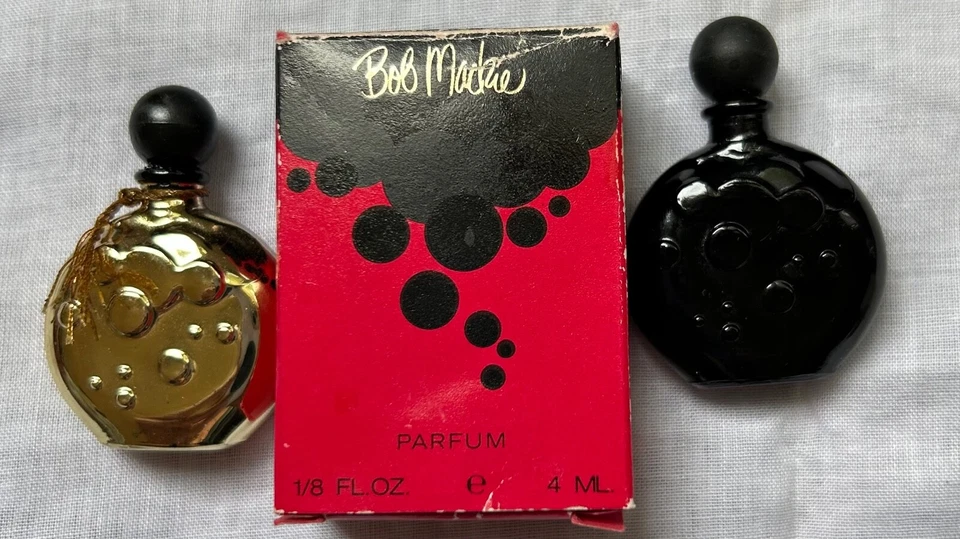 Bob Mackie
PARFUM
1/8 FL.OZ. e 4 ML.